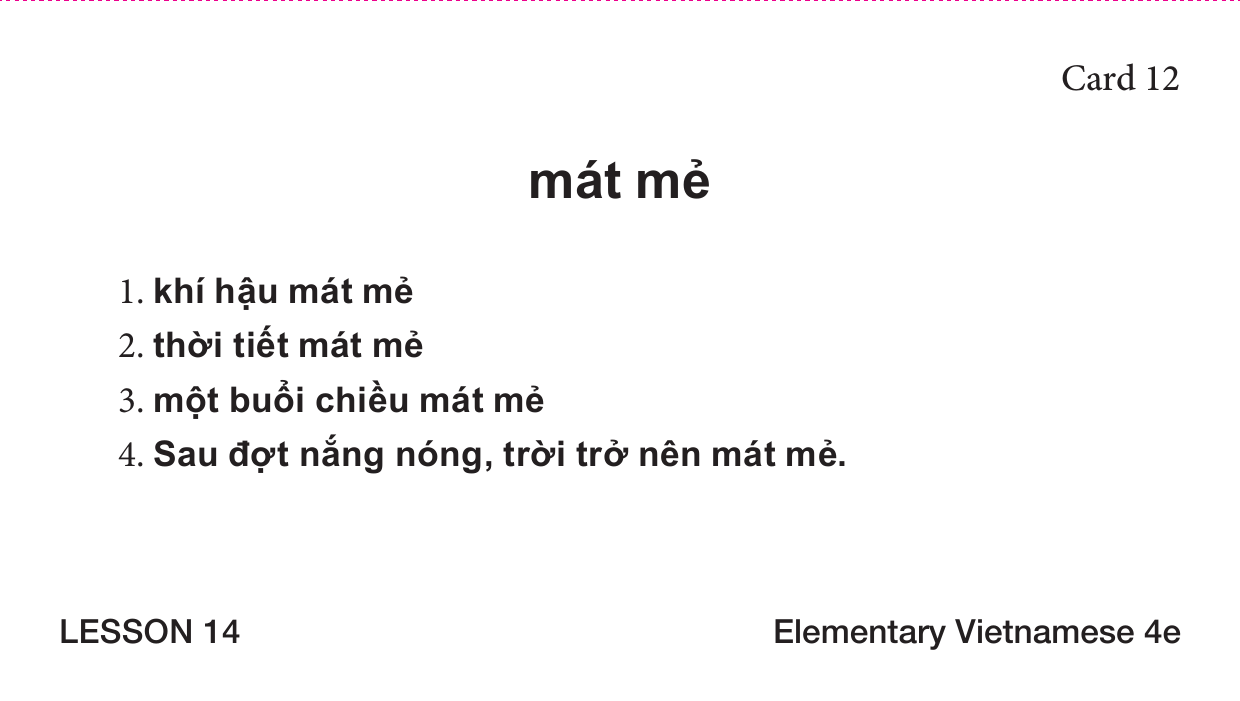 Card 12
mát mẻ
1. khí hậu mát mẻ
2. thời tiết mát mẻ
3. một buổi chiều mát mẻ
4. Sau đợt nắng nóng, trời trở nên mát mẻ.
LESSON 14
Elementary Vietnamese 4e